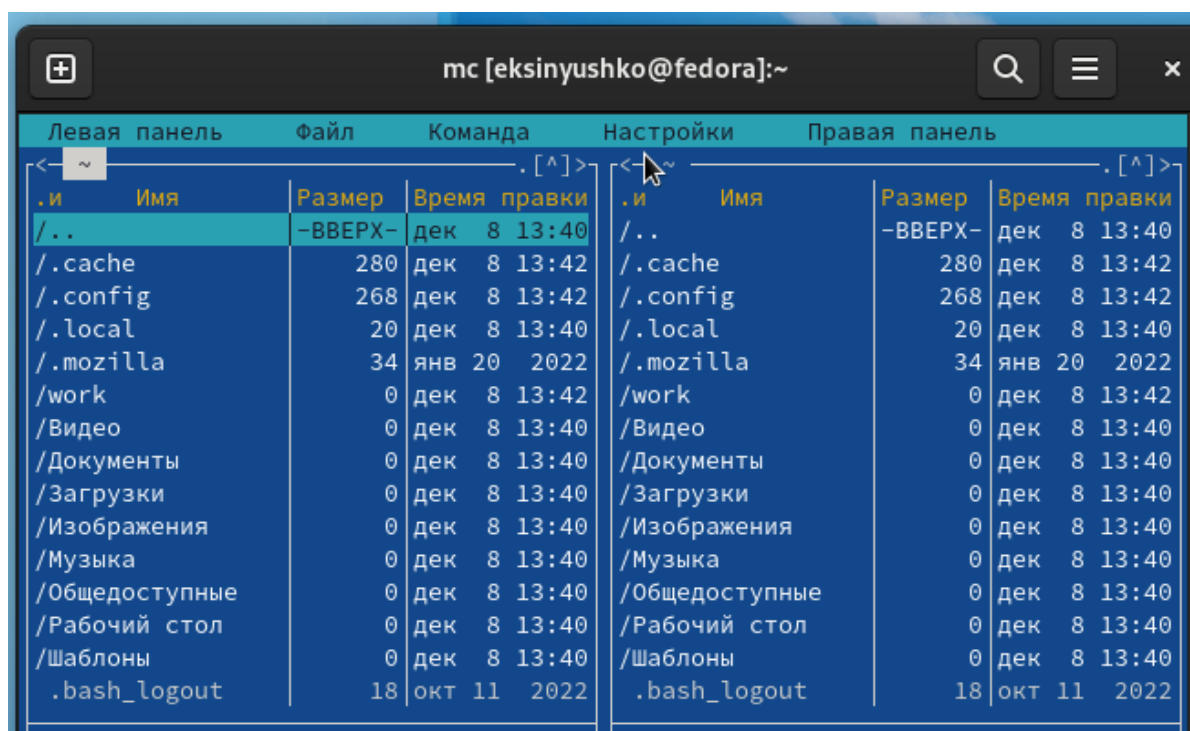 mc [eksinyushko@fedora]:~
Левая панель Файл Команда Настройки Правая панель
<- ~ .[^]> <- ~ .[^]>
.и Имя Размер Время правки .и Имя Размер Время правки
/.. -ВВЕРХ- дек 8 13:40 /.. -ВВЕРХ- дек 8 13:40
/.cache 280 дек 8 13:42 /.cache 280 дек 8 13:42
/.config 268 дек 8 13:42 /.config 268 дек 8 13:42
/.local 20 дек 8 13:40 /.local 20 дек 8 13:40
/.mozilla 34 янв 20 2022 /.mozilla 34 янв 20 2022
/work 0 дек 8 13:42 /work 0 дек 8 13:42
/Видео 0 дек 8 13:40 /Видео 0 дек 8 13:40
/Документы 0 дек 8 13:40 /Документы 0 дек 8 13:40
/Загрузки 0 дек 8 13:40 /Загрузки 0 дек 8 13:40
/Изображения 0 дек 8 13:40 /Изображения 0 дек 8 13:40
/Музыка 0 дек 8 13:40 /Музыка 0 дек 8 13:40
/Общедоступные 0 дек 8 13:40 /Общедоступные 0 дек 8 13:40
/Рабочий стол 0 дек 8 13:40 /Рабочий стол 0 дек 8 13:40
/Шаблоны 0 дек 8 13:40 /Шаблоны 0 дек 8 13:40
.bash_logout 18 окт 11 2022 .bash_logout 18 окт 11 2022